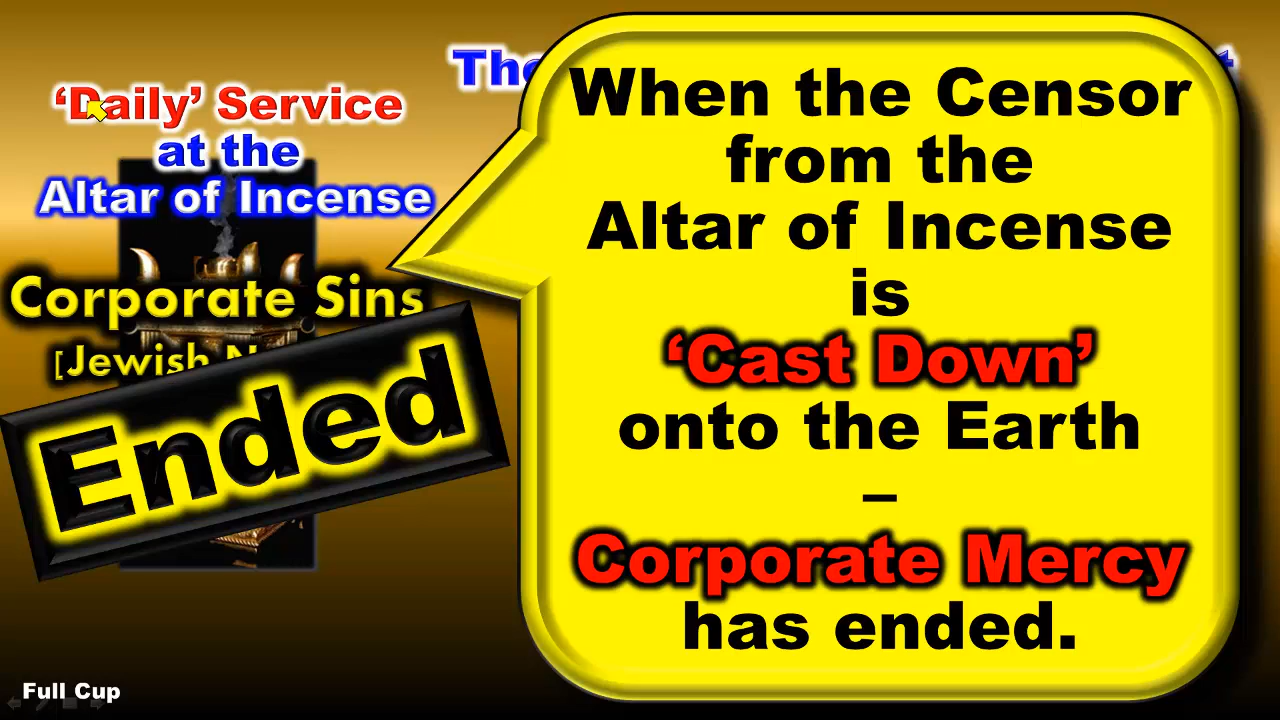 ‘Daily’ Service
at the
Altar of Incense
Corporate Sins
[Jewish
Ended
When the Censor
from the
Altar of Incense
is
‘Cast Down’
onto the Earth
–
Corporate Mercy
has ended.
Full Cup